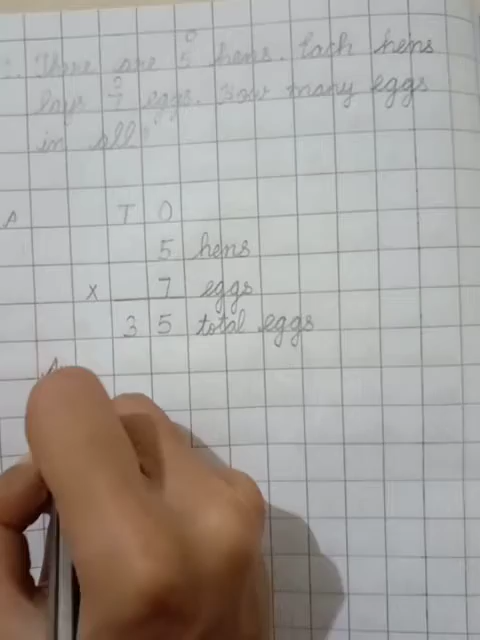 O
There are 5 hens. Each hens
O
lays 7 eggs. How many eggs
in all?
A T O
5 hens
x 7 eggs
3 5 total eggs
A